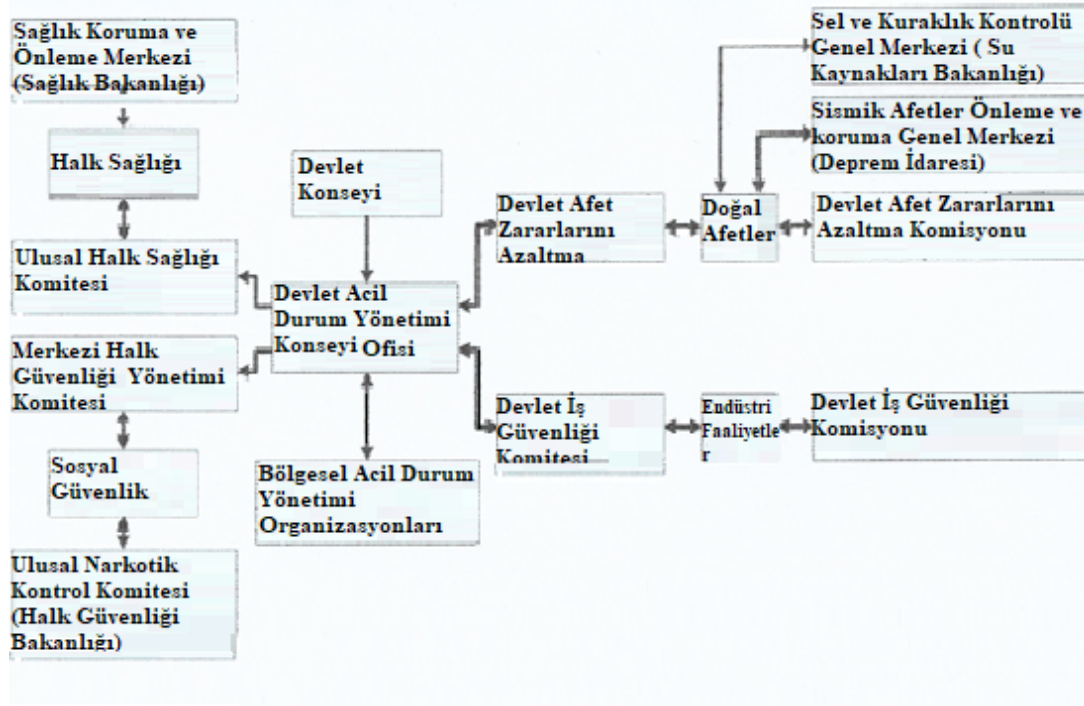 Sağlık Koruma ve
Önleme Merkezi
(Sağlık Bakanlığı)
Halk Sağlığı
Ulusal Halk Sağlığı
Komitesi
Merkezi Halk
Güvenliği Yönetimi
Komitesi
Sosyal
Güvenlik
Ulusal Narkotik
Kontrol Komitesi
(Halk Güvenliği
Bakanlığı)
Devlet
Konseyi
Devlet Acil
Durum Yönetimi
Konseyi Ofisi
Bölgesel Acil Durum
Yönetimi
Organizasyonları
Devlet Afet
Zararlarını
Azaltma
Devlet İş
Güvenliği
Komitesi
Doğal
Afetler
Endüstri
Faaliyetle
r
Sel ve Kuraklık Kontrolü
Genel Merkezi ( Su
Kaynakları Bakanlığı)
Sismik Afetler Önleme ve
koruma Genel Merkezi
(Deprem İdaresi)
Devlet Afet Zararlarını
Azaltma Komisyonu
Devlet İş Güvenliği
Komisyonu